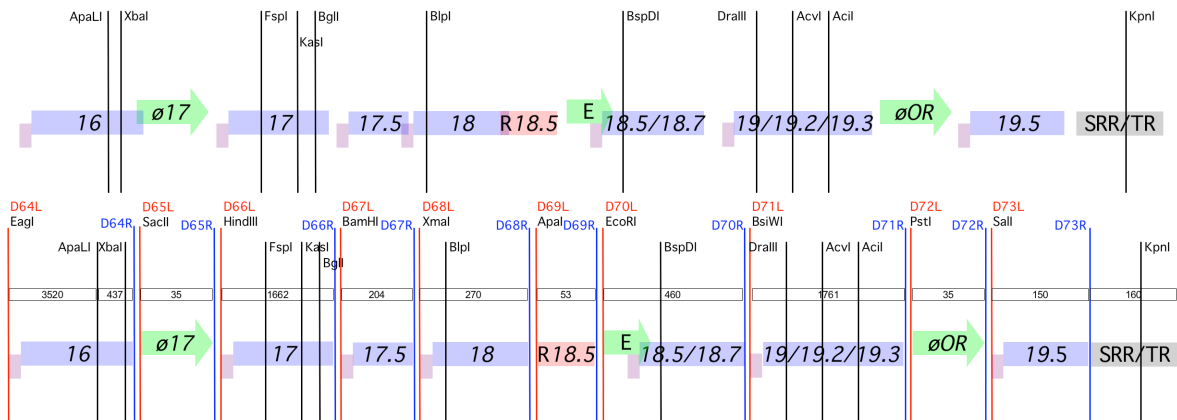 ApaLI XbaI FspI BglI BlpI BspDI DraIII AcvI AciI KpnI
KasI
16 ø17 17 17.5 18 R18.5 E 18.5/18.7 19/19.2/19.3 øOR 19.5 SRR/TR
D64L D65L D66L D67L D68L D69L D70L D71L D72L D73L
EagI D64R SacII D65R HindIII D66R BamHI D67R XmaI D68R ApaI D69R EcoRI D70R BsiWI D71R PstI D72R SalI D73R
ApaLI XbaI FspI KasI BlpI BspDI DraIII AcvI AciI KpnI
BglI
3520 437 35 1662 204 270 53 460 1761 35 150 160
16 ø17 17 17.5 18 R18.5 E 18.5/18.7 19/19.2/19.3 øOR 19.5 SRR/TR